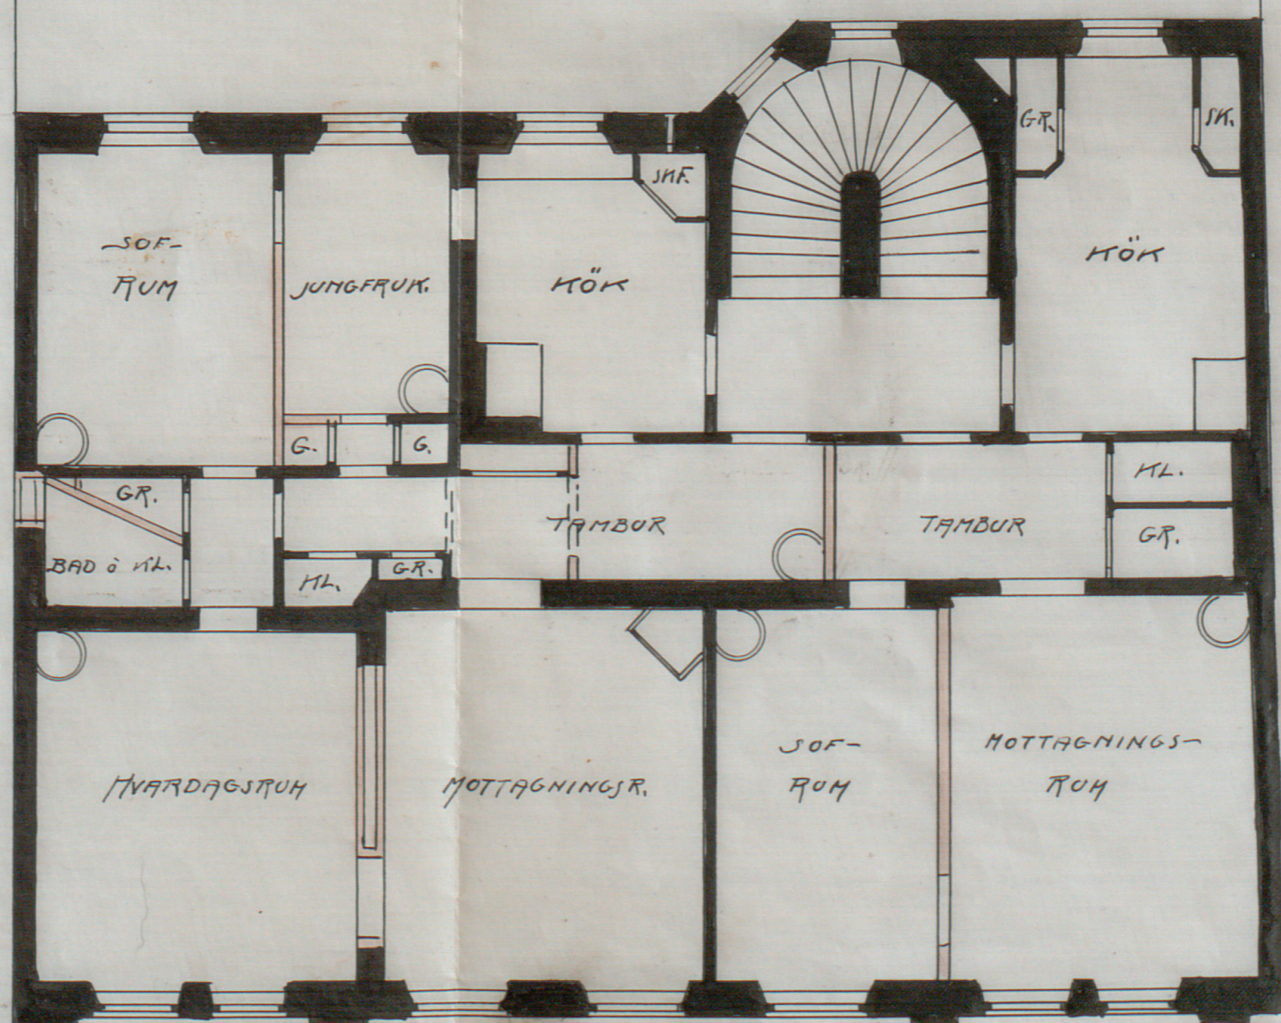 GR.
SK.
SKF.
SOF-
RUM
JUNGFRUK.
KÖK
KÖK
G.
G.
GR.
BAD o KL.
KL.
GR.
TAMBUR
TAMBUR
KL.
GR.
HVARDAGSRUM
MOTTAGNINGSR.
SOF-
RUM
MOTTAGNINGS-
RUM